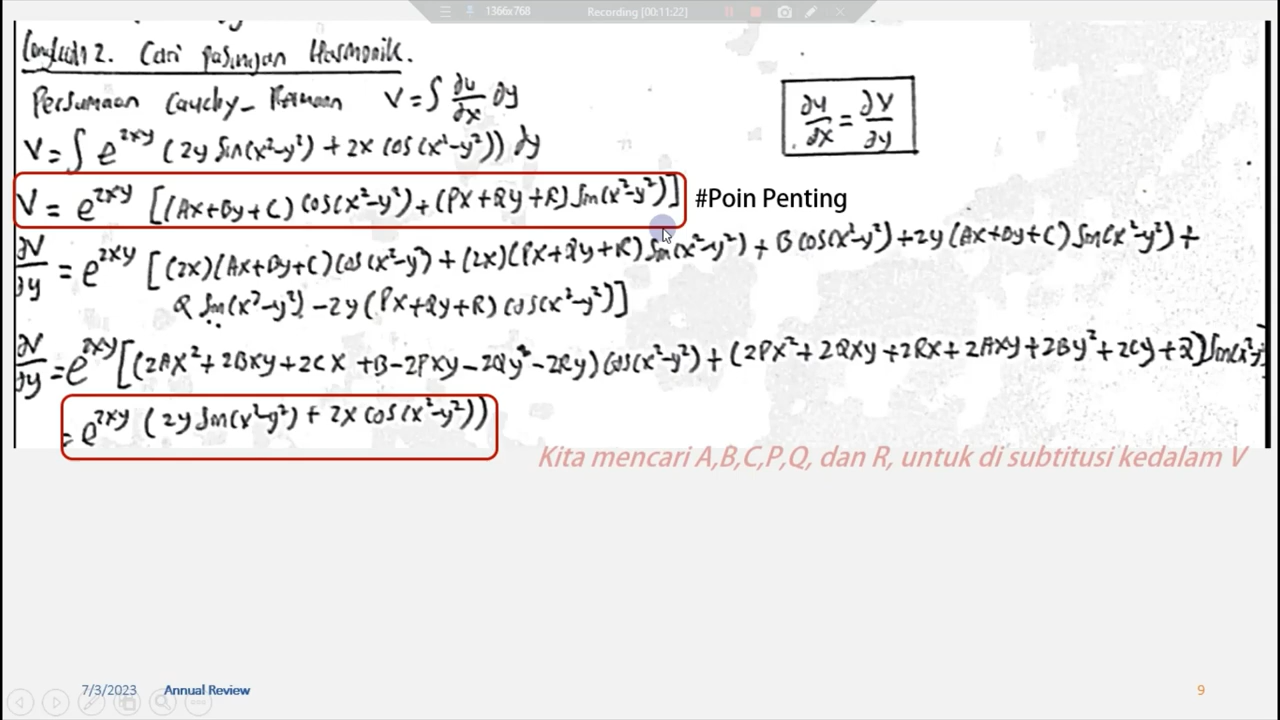 1366x768 Recording [00:11:22]
Langkah 2. Cari pasangan Harmonik.
Persamaan Cauchy-Remann V = ∫ ∂u/∂x ∂y
∂u/∂x = ∂V/∂y
V = ∫ e^{2xy} (2y sin(x²-y²) + 2x cos(x²-y²)) ∂y
V = e^{2xy} [(Ax+By+C) cos(x²-y²) + (Px+Qy+R) sin(x²-y²)] #Poin Penting
∂V/∂y = e^{2xy} [(2x)(Ax+By+C) cos(x²-y²) + (2x)(Px+Qy+R) sin(x²-y²) + B cos(x²-y²) + 2y (Ax+By+C) sin(x²-y²) +
Q sin(x²-y²) - 2y (Px+Qy+R) cos(x²-y²)]
∂V/∂y = e^{2xy} [(2Ax² + 2Bxy + 2Cx + B - 2Pxy - 2Qy² - 2Ry) cos(x²-y²) + (2Px² + 2Qxy + 2Rx + 2Axy + 2By² + 2Cy + Q) sin(x²-y²)]
= e^{2xy} (2y sin(x²-y²) + 2x cos(x²-y²))
Kita mencari A,B,C,P,Q, dan R, untuk di subtitusi kedalam V
7/3/2023 Annual Review 9